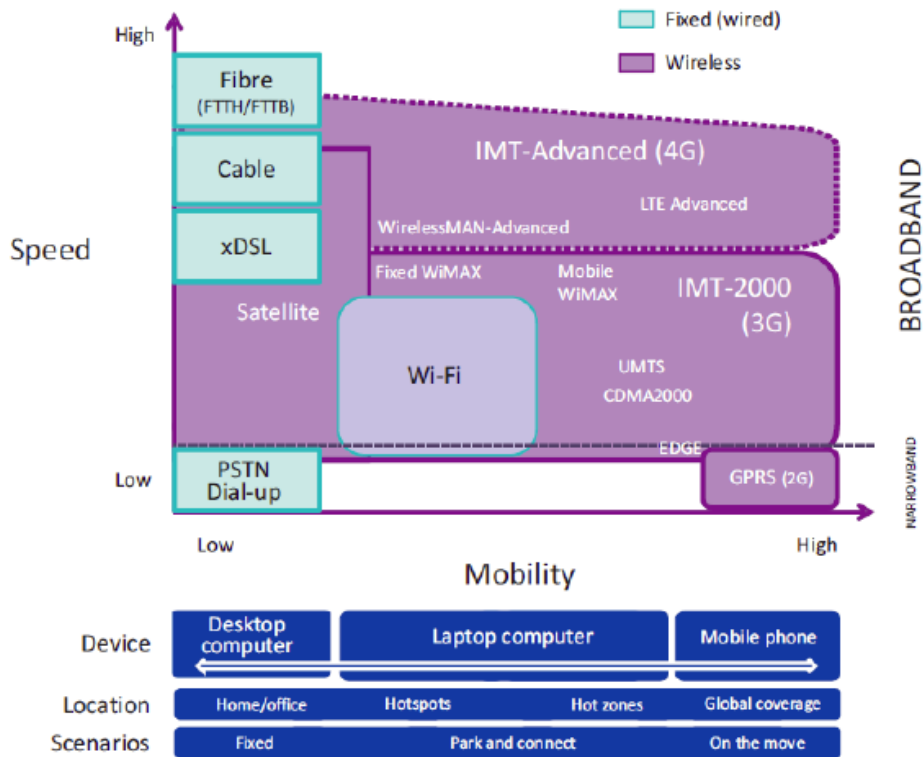 High
Fixed (wired)
Wireless
Fibre
(FTTH/FTTB)
IMT-Advanced (4G)
Cable
LTE Advanced
WirelessMAN-Advanced
Speed
xDSL
Fixed WiMAX
Mobile
WiMAX
IMT-2000
(3G)
Satellite
Wi-Fi
UMTS
CDMA2000
EDGE
BROADBAND
Low
PSTN
Dial-up
GPRS (2G)
NARROWBAND
Low
High
Mobility
Device
Desktop
computer
Laptop computer
Mobile phone
Location
Home/office
Hotspots
Hot zones
Global coverage
Scenarios
Fixed
Park and connect
On the move